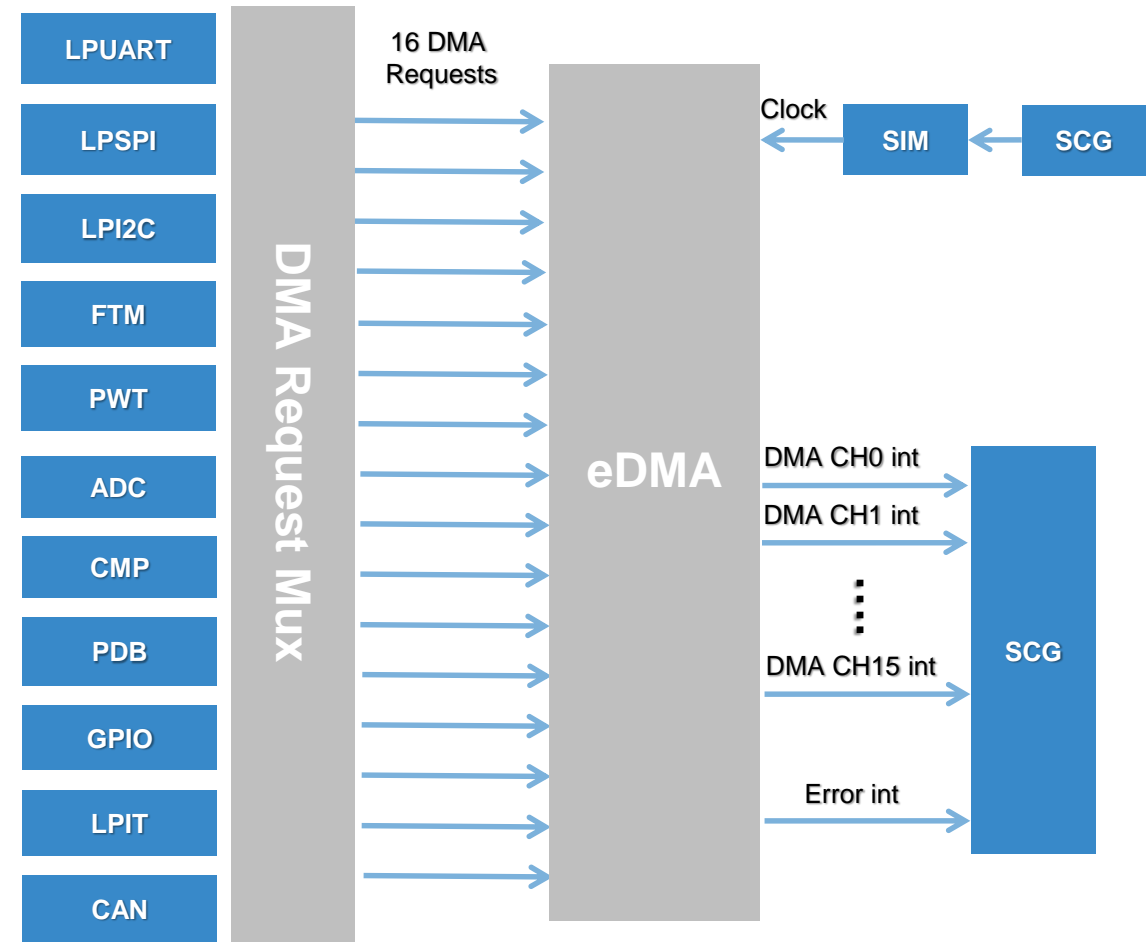 LPUART
LPSPI
LPI2C
FTM
PWT
ADC
CMP
PDB
GPIO
LPIT
CAN
DMA Request Mux
16 DMA
Requests
eDMA
Clock
SIM
SCG
DMA CH0 int
DMA CH1 int
DMA CH15 int
Error int
SCG